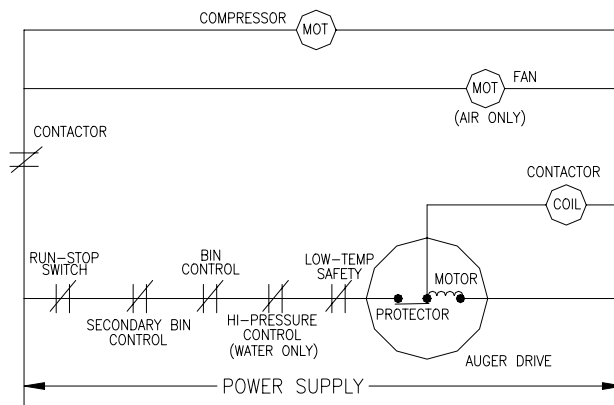 COMPRESSOR
MOT
MOT
FAN
(AIR ONLY)
CONTACTOR
CONTACTOR
COIL
RUN-STOP
SWITCH
SECONDARY BIN
CONTROL
BIN
CONTROL
HI-PRESSURE
CONTROL
(WATER ONLY)
LOW-TEMP
SAFETY
MOTOR
PROTECTOR
AUGER DRIVE
POWER SUPPLY